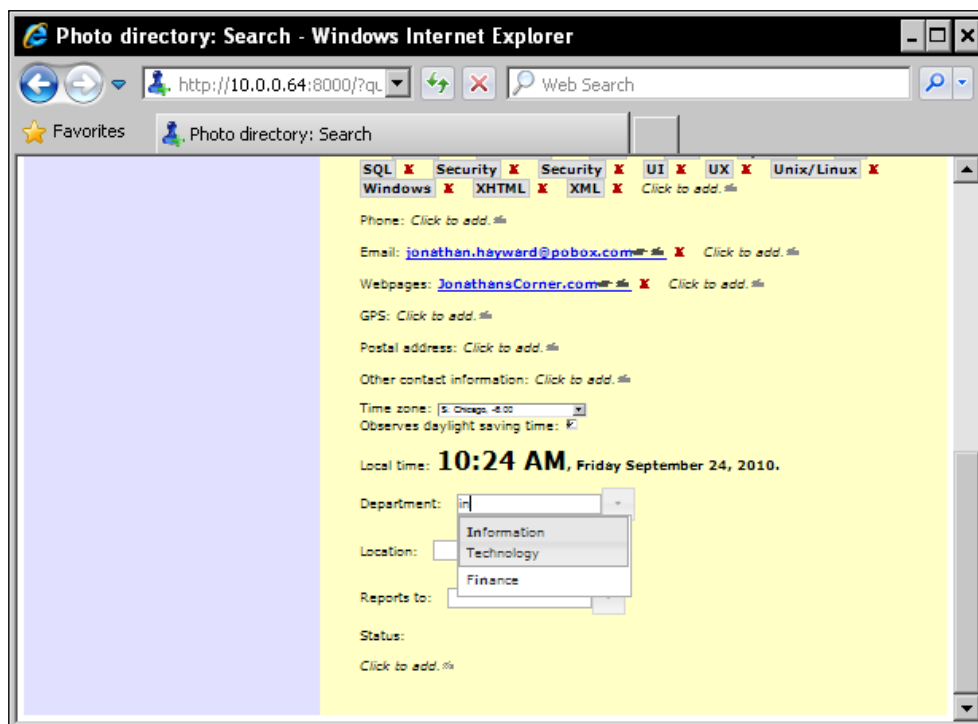 Photo directory: Search - Windows Internet Explorer
http://10.0.0.64:8000/?qu
Web Search
Favorites
Photo directory: Search
SQL X Security X Security X UI X UX X Unix/Linux X
Windows X XHTML X XML X Click to add.
Phone: Click to add.
Email: jonathan.hayward@pobox.com X Click to add.
Webpages: JonathansCorner.com X Click to add.
GPS: Click to add.
Postal address: Click to add.
Other contact information: Click to add.
Time zone: S. Chicago, -6.00
Observes daylight saving time:
Local time: 10:24 AM, Friday September 24, 2010.
Department: in
Information
Technology
Location:
Finance
Reports to:
Status:
Click to add.